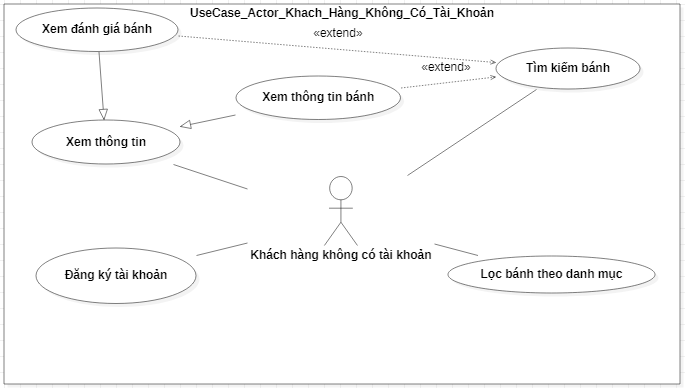 UseCase_Actor_Khach_Hàng_Không_Có_Tài_Khoản
Xem đánh giá bánh
«extend»
«extend»
Tìm kiếm bánh
Xem thông tin bánh
Xem thông tin
Khách hàng không có tài khoản
Đăng ký tài khoản
Lọc bánh theo danh mục